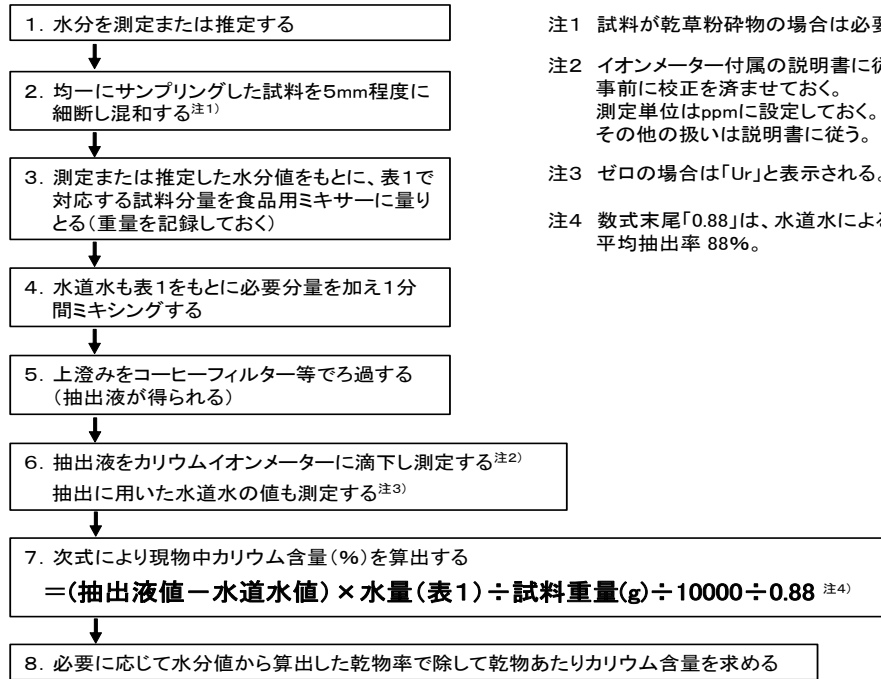 1. 水分を測定または推定する
2. 均一にサンプリングした試料を5mm程度に
細断し混和する注1)
3. 測定または推定した水分値をもとに、表1で
対応する試料分量を食品用ミキサーに量り
とる(重量を記録しておく)
4. 水道水も表1をもとに必要分量を加え1分
間ミキシングする
5. 上澄みをコーヒーフィルター等でろ過する
(抽出液が得られる)
6. 抽出液をカリウムイオンメーターに滴下し測定する注2)
抽出に用いた水道水の値も測定する注3)
7. 次式により現物中カリウム含量(%)を算出する
=(抽出液値-水道水値)×水量(表1)÷試料重量(g)÷10000÷0.88 注4)
8. 必要に応じて水分値から算出した乾物率で除して乾物あたりカリウム含量を求める
注1 試料が乾草粉砕物の場合は必要
注2 イオンメーター付属の説明書に
事前に校正を済ませておく。
測定単位はppmに設定しておく。
その他の扱いは説明書に従う。
注3 ゼロの場合は「Ur」と表示される。
注4 数式末尾「0.88」は、水道水による
平均抽出率 88%。